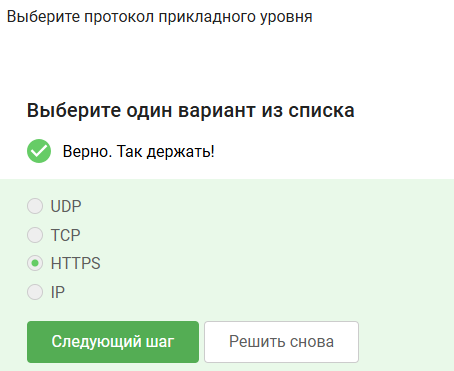 Выберите протокол прикладного уровня
Выберите один вариант из списка
Верно. Так держать!
UDP
TCP
HTTPS
IP
Следующий шаг
Решить снова